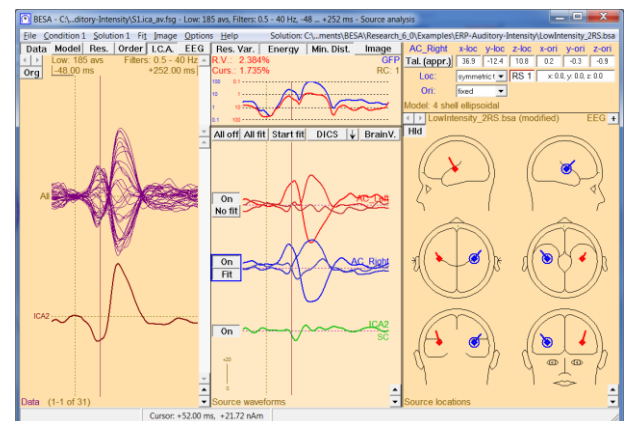 BESA - C:\...ditory-Intensity\S1.ica_av.fsg - Low: 185 avs, Filters: 0.5 - 40 Hz, -48 ... +252 ms - Source analysis
File Condition 1 Solution 1 Fit Image Options Help Solution: C:\...ments\BESA\Research_6_0\Examples\ERP-Auditory-Intensity\LowIntensity_2RS.bsa
Data Model Res. Order I.C.A. EEG Res. Var. Energy Min. Dist. Image
Org Low: 185 avs Filters: 0.5 - 40 Hz
-48.00 ms +252.00 ms
R.V.: 2.384% GFP
Curs.: 1.735% RC: 1
AC_Right x-loc y-loc z-loc x-ori y-ori z-ori
Tal. (appr.) 36.9 -12.4 10.8 0.2 -0.3 -0.9
Loc: symmetric t RS 1 x: 0.0, y: 0.0, z: 0.0
Ori: fixed
Model: 4 shell ellipsoidal
LowIntensity_2RS.bsa (modified) EEG +
Hld
All off All fit Start fit DICS BrainV.
All
ICA2
On
No fit
On AC_Right
Fit
On ICA2
SC
+20
0
Data (1-1 of 31) Source waveforms Source locations
Cursor: +52.00 ms, +21.72 nAm